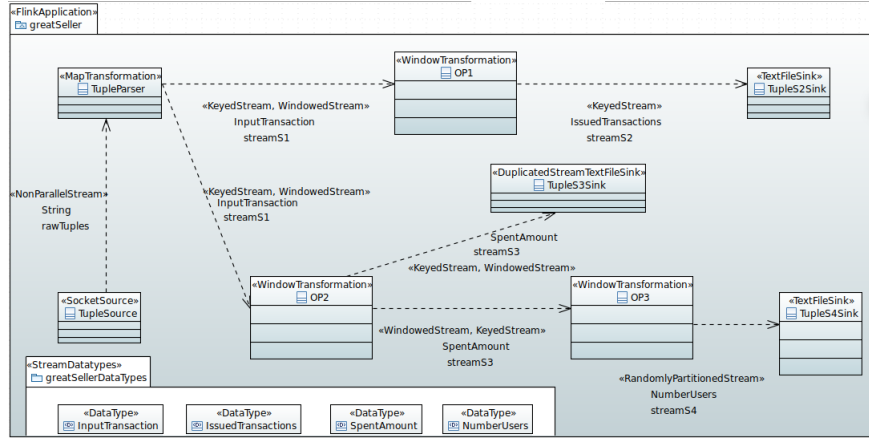 «FlinkApplication»
greatSeller
«MapTransformation»
TupleParser
«WindowTransformation»
OP1
«TextFileSink»
TupleS2Sink
«KeyedStream, WindowedStream»
InputTransaction
streamS1
«KeyedStream»
IssuedTransactions
streamS2
«NonParallelStream»
String
rawTuples
«KeyedStream, WindowedStream»
InputTransaction
streamS1
«DuplicatedStreamTextFileSink»
TupleS3Sink
SpentAmount
streamS3
«KeyedStream, WindowedStream»
«SocketSource»
TupleSource
«WindowTransformation»
OP2
«WindowTransformation»
OP3
«TextFileSink»
TupleS4Sink
«WindowedStream, KeyedStream»
SpentAmount
streamS3
«RandomlyPartitionedStream»
NumberUsers
streamS4
«StreamDatatypes»
greatSellerDataTypes
«DataType»
InputTransaction
«DataType»
IssuedTransactions
«DataType»
SpentAmount
«DataType»
NumberUsers